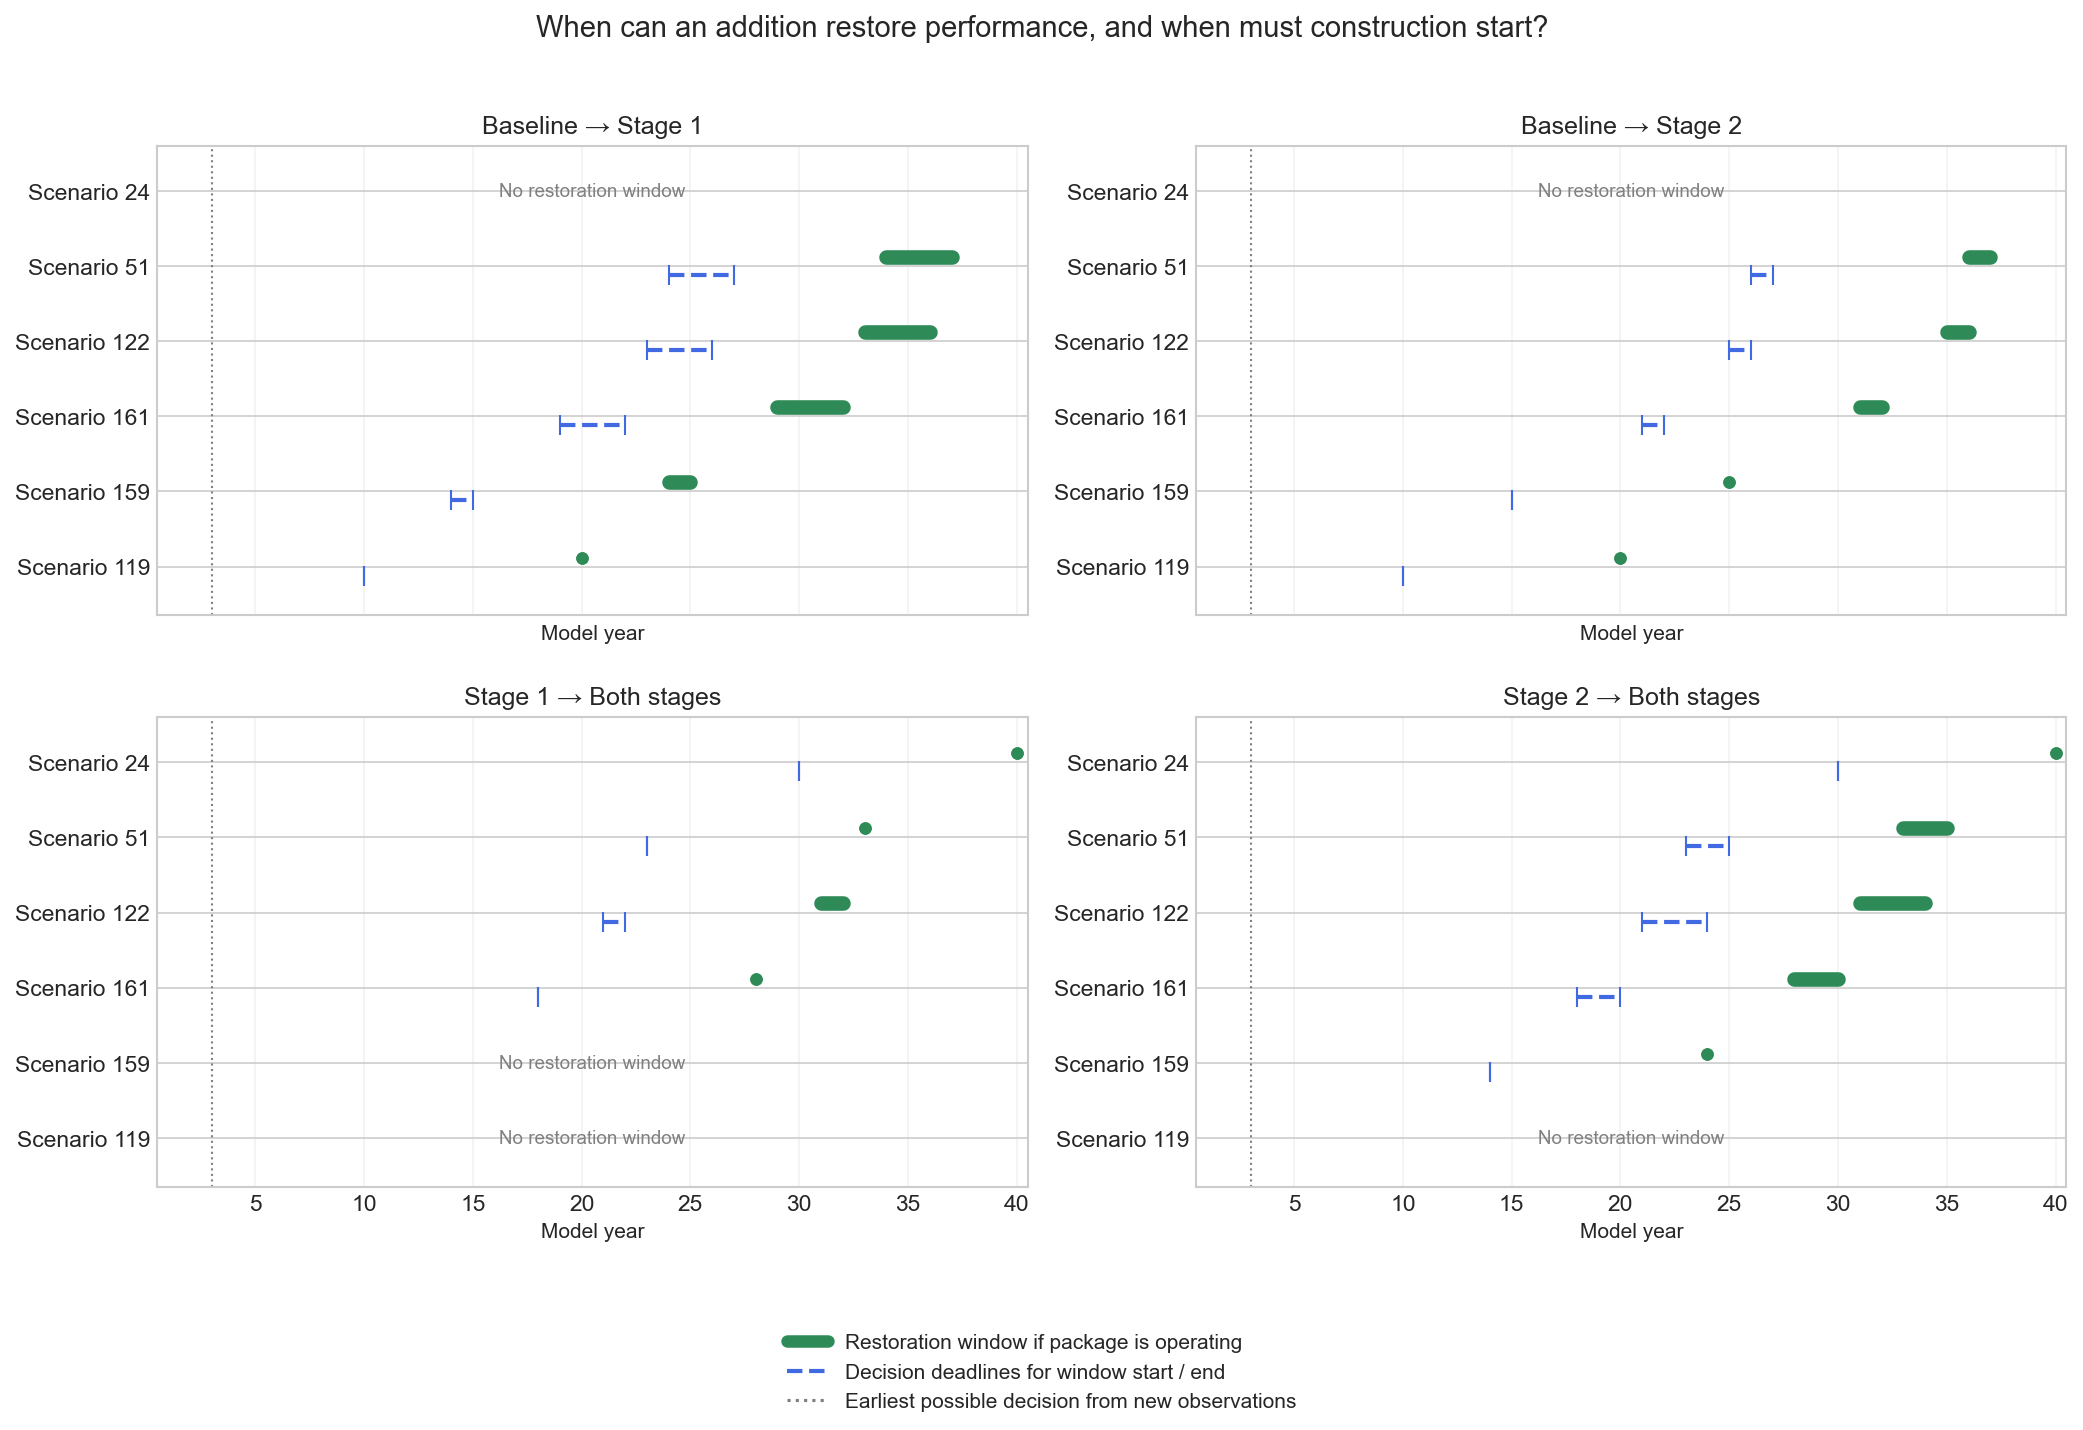 When can an addition restore performance, and when must construction start?
Baseline → Stage 1
Scenario 24
No restoration window
Scenario 51
Scenario 122
Scenario 161
Scenario 159
Scenario 119
Model year
Baseline → Stage 2
Scenario 24
No restoration window
Scenario 51
Scenario 122
Scenario 161
Scenario 159
Scenario 119
Model year
Stage 1 → Both stages
Scenario 24
Scenario 51
Scenario 122
Scenario 161
Scenario 159
No restoration window
Scenario 119
No restoration window
5 10 15 20 25 30 35 40
Model year
Stage 2 → Both stages
Scenario 24
Scenario 51
Scenario 122
Scenario 161
Scenario 159
Scenario 119
No restoration window
5 10 15 20 25 30 35 40
Model year
Restoration window if package is operating
Decision deadlines for window start / end
Earliest possible decision from new observations